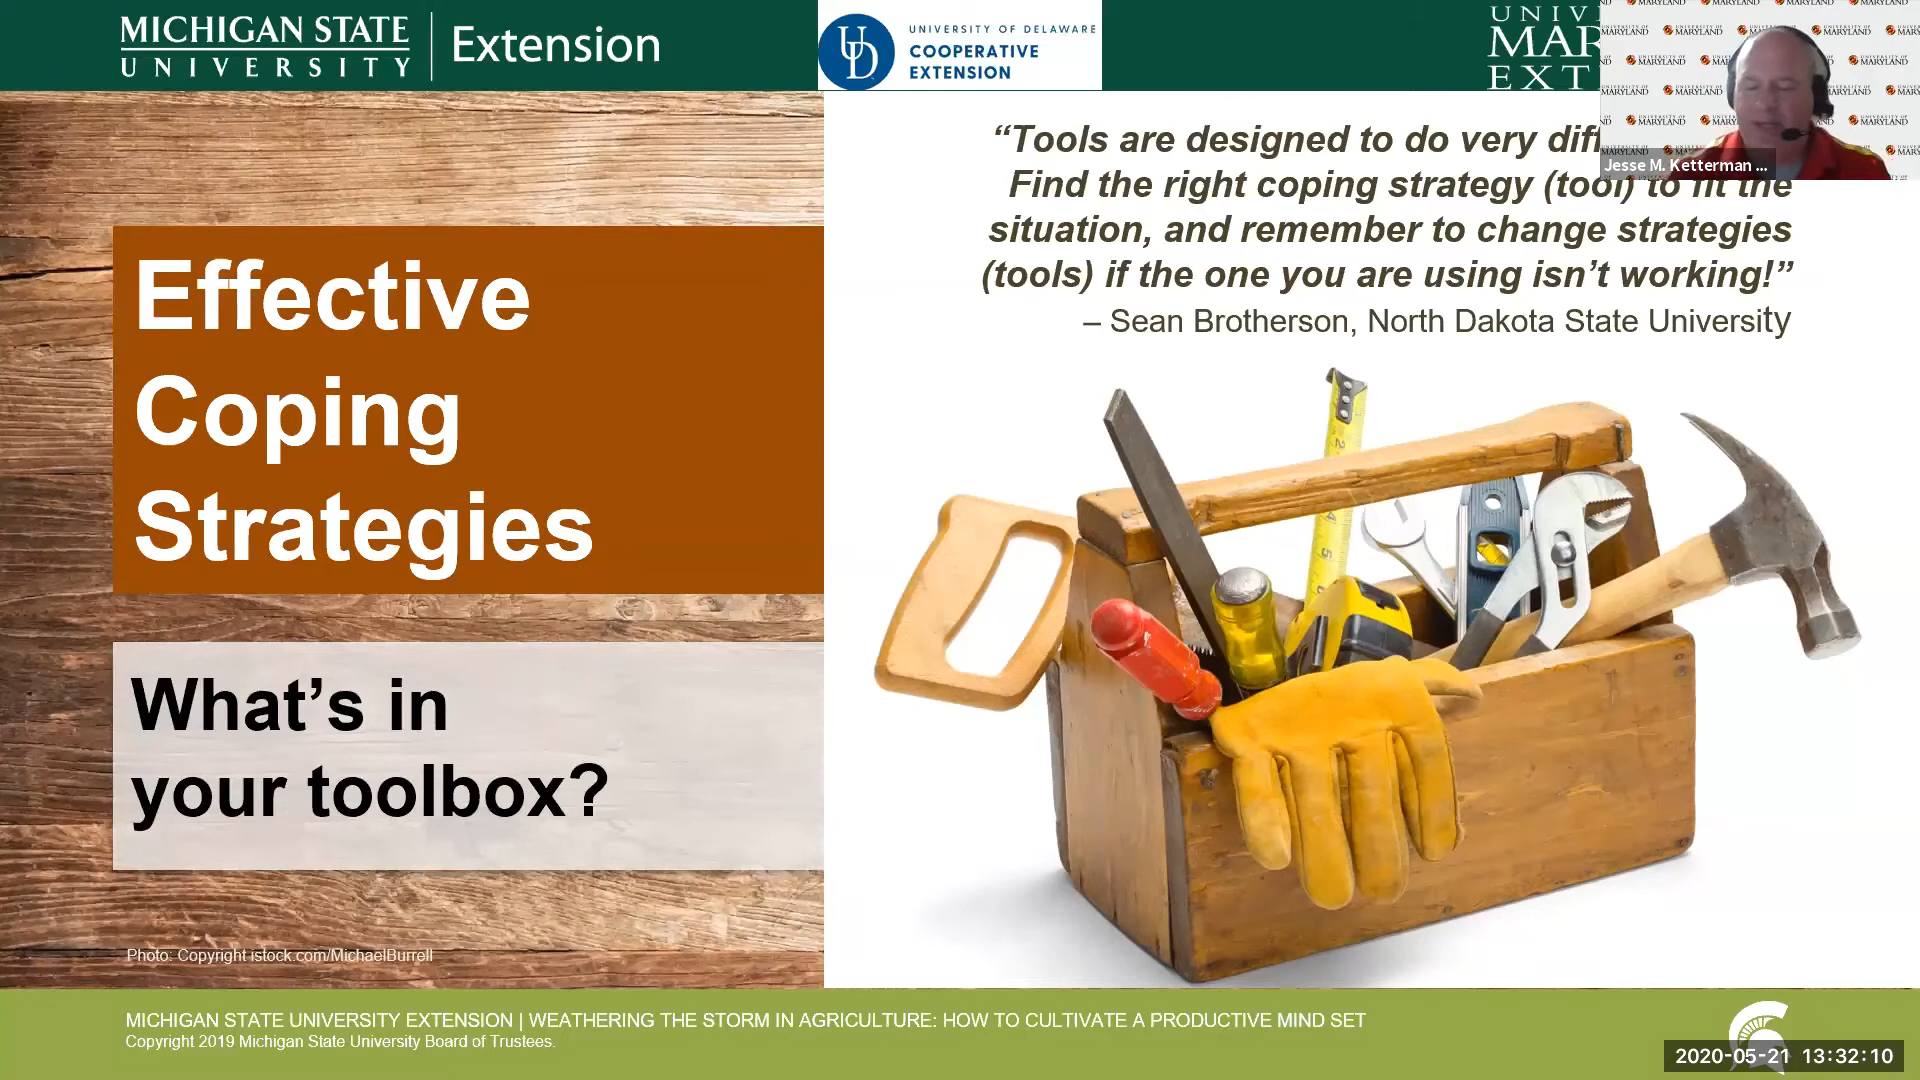 MICHIGAN STATE
UNIVERSITY
Extension
UD
UNIVERSITY OF DELAWARE
COOPERATIVE
EXTENSION
UNIV
MAR
EXT
Jesse M. Ketterman ...
“Tools are designed to do very diff
Find the right coping strategy (tool) to fit the
situation, and remember to change strategies
(tools) if the one you are using isn’t working!”
– Sean Brotherson, North Dakota State University
Effective
Coping
Strategies
What’s in
your toolbox?
Photo: Copyright istock.com/MichaelBurrell
MICHIGAN STATE UNIVERSITY EXTENSION | WEATHERING THE STORM IN AGRICULTURE: HOW TO CULTIVATE A PRODUCTIVE MIND SET
Copyright 2019 Michigan State University Board of Trustees.
2020-05-21 13:32:10